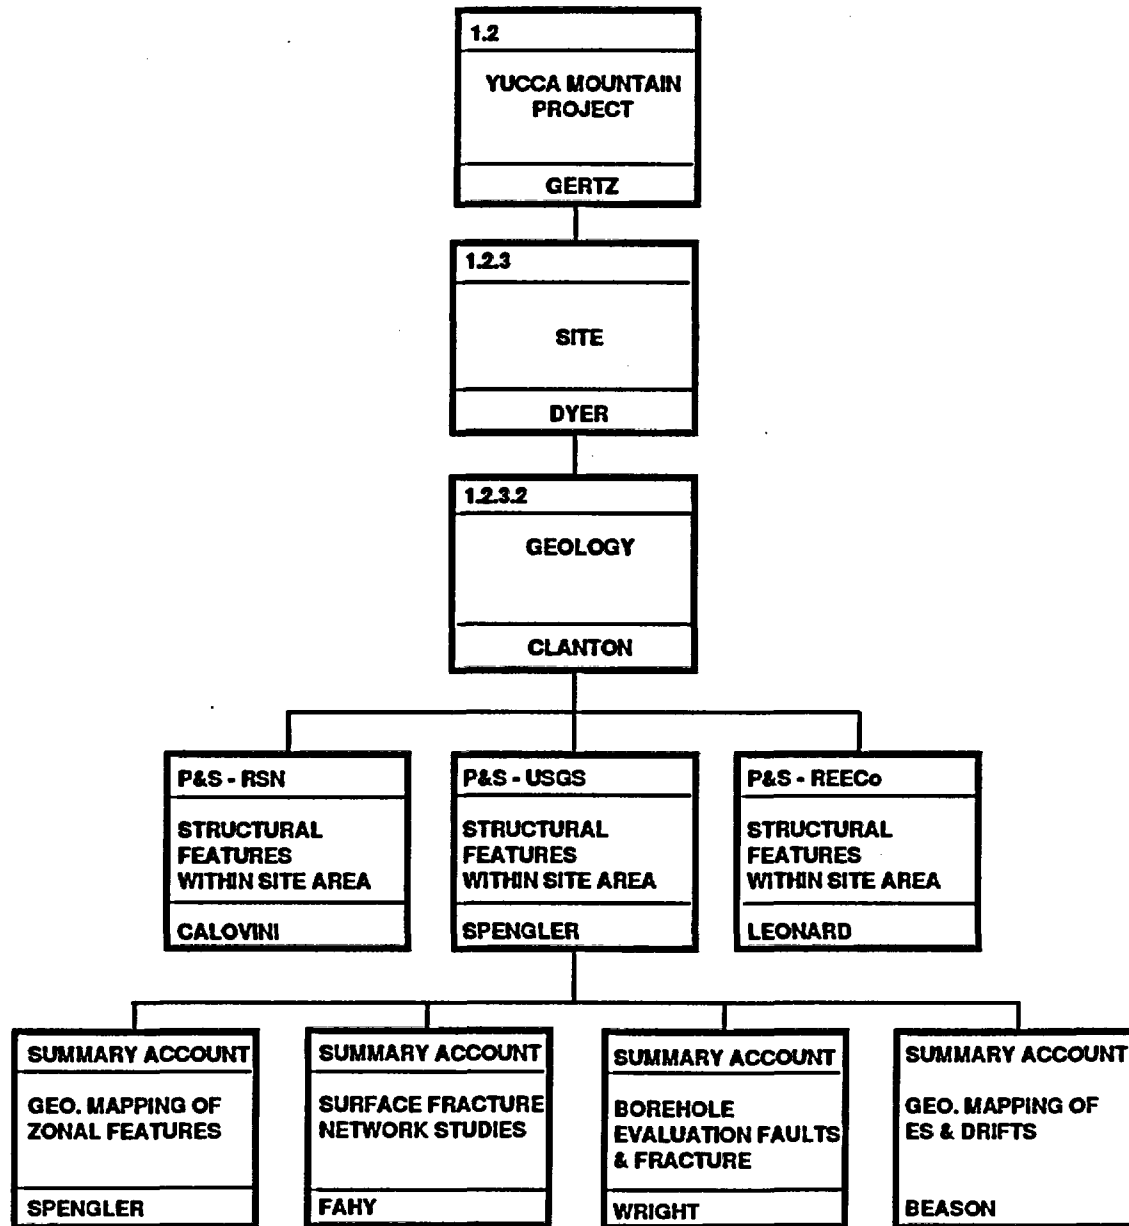 1.2
YUCCA MOUNTAIN
PROJECT
GERTZ
1.2.3
SITE
DYER
1.2.3.2
GEOLOGY
CLANTON
P&S - RSN
STRUCTURAL
FEATURES
WITHIN SITE AREA
CALOVINI
P&S - USGS
STRUCTURAL
FEATURES
WITHIN SITE AREA
SPENGLER
P&S - REECo
STRUCTURAL
FEATURES
WITHIN SITE AREA
LEONARD
SUMMARY ACCOUNT
GEO. MAPPING OF
ZONAL FEATURES
SPENGLER
SUMMARY ACCOUNT
SURFACE FRACTURE
NETWORK STUDIES
FAHY
SUMMARY ACCOUNT
BOREHOLE
EVALUATION FAULTS
& FRACTURE
WRIGHT
SUMMARY ACCOUNT
GEO. MAPPING OF
ES & DRIFTS
BEASON